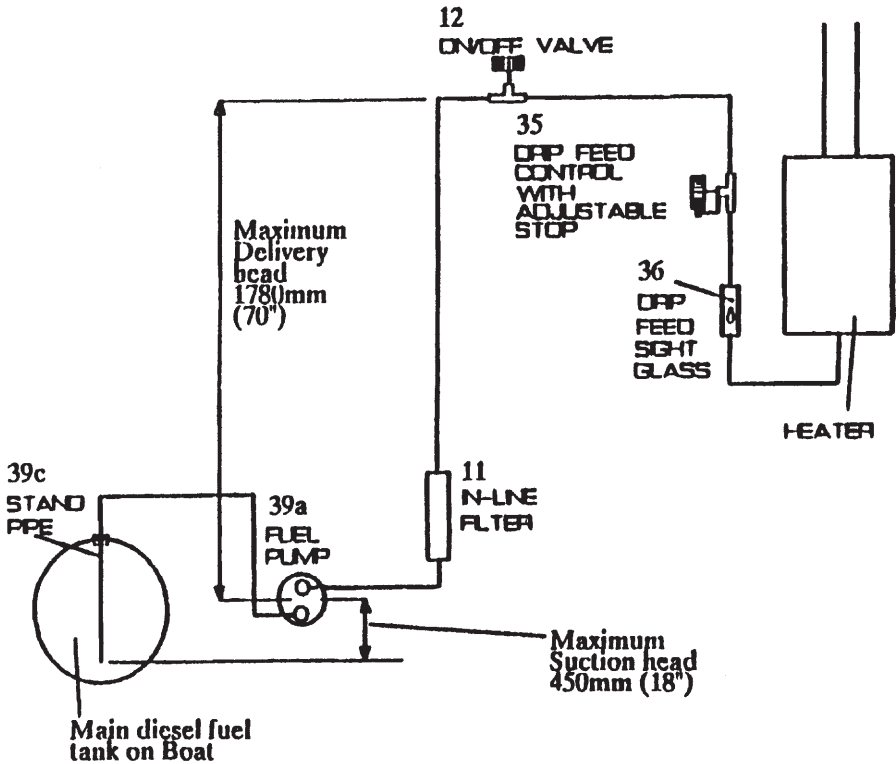 12
ON/OFF VALVE
35
DRIP FEED
CONTROL
WITH
ADJUSTABLE
STOP
Maximum
Delivery
head
1780mm
(70")
36
DRIP
FEED
SIGHT
GLASS
HEATER
39c
STAND
PIPE
39a
FUEL
PUMP
11
IN-LINE
FILTER
Maximum
Suction head
450mm (18")
Main diesel fuel
tank on Boat